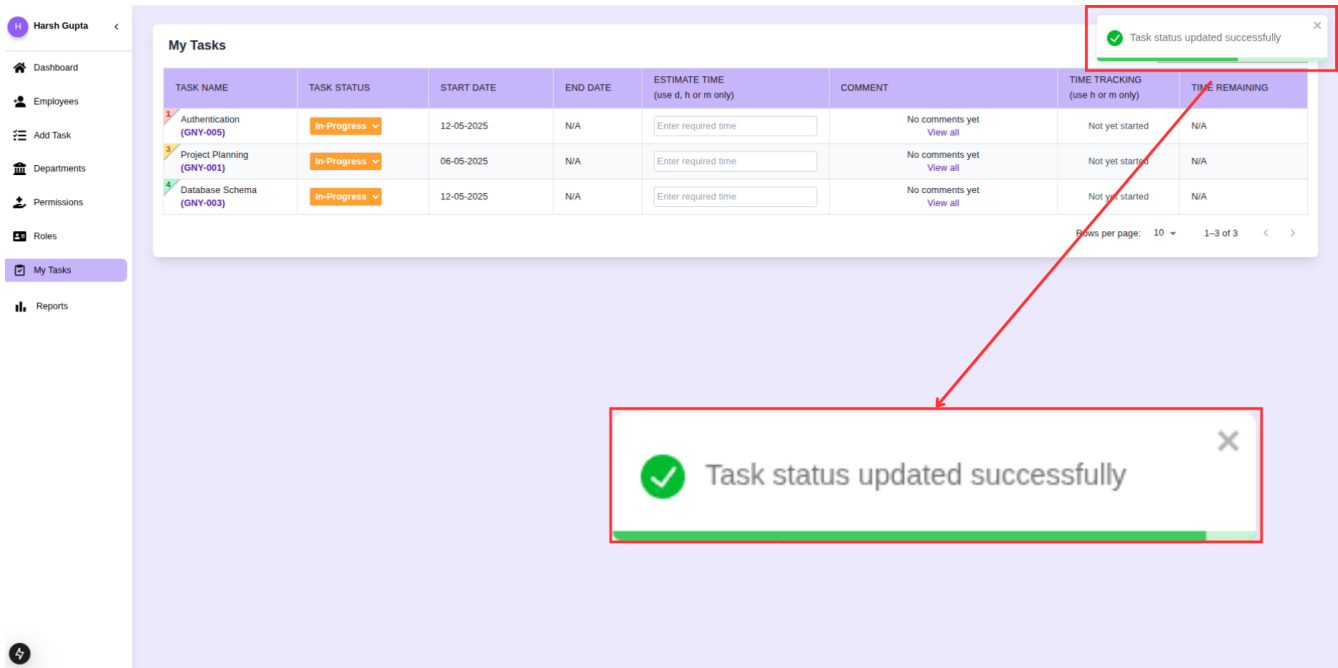 H Harsh Gupta
Dashboard
Employees
Add Task
Departments
Permissions
Roles
My Tasks
Reports
My Tasks
Task status updated successfully
TASK NAME TASK STATUS START DATE END DATE ESTIMATE TIME (use d, h or m only) COMMENT TIME TRACKING (use h or m only) TIME REMAINING
1 Authentication (GNY-005) In-Progress 12-05-2025 N/A Enter required time No comments yet View all Not yet started N/A
3 Project Planning (GNY-001) In-Progress 06-05-2025 N/A Enter required time No comments yet View all Not yet started N/A
4 Database Schema (GNY-003) In-Progress 12-05-2025 N/A Enter required time No comments yet View all Not yet started N/A
Rows per page: 10 1–3 of 3
Task status updated successfully